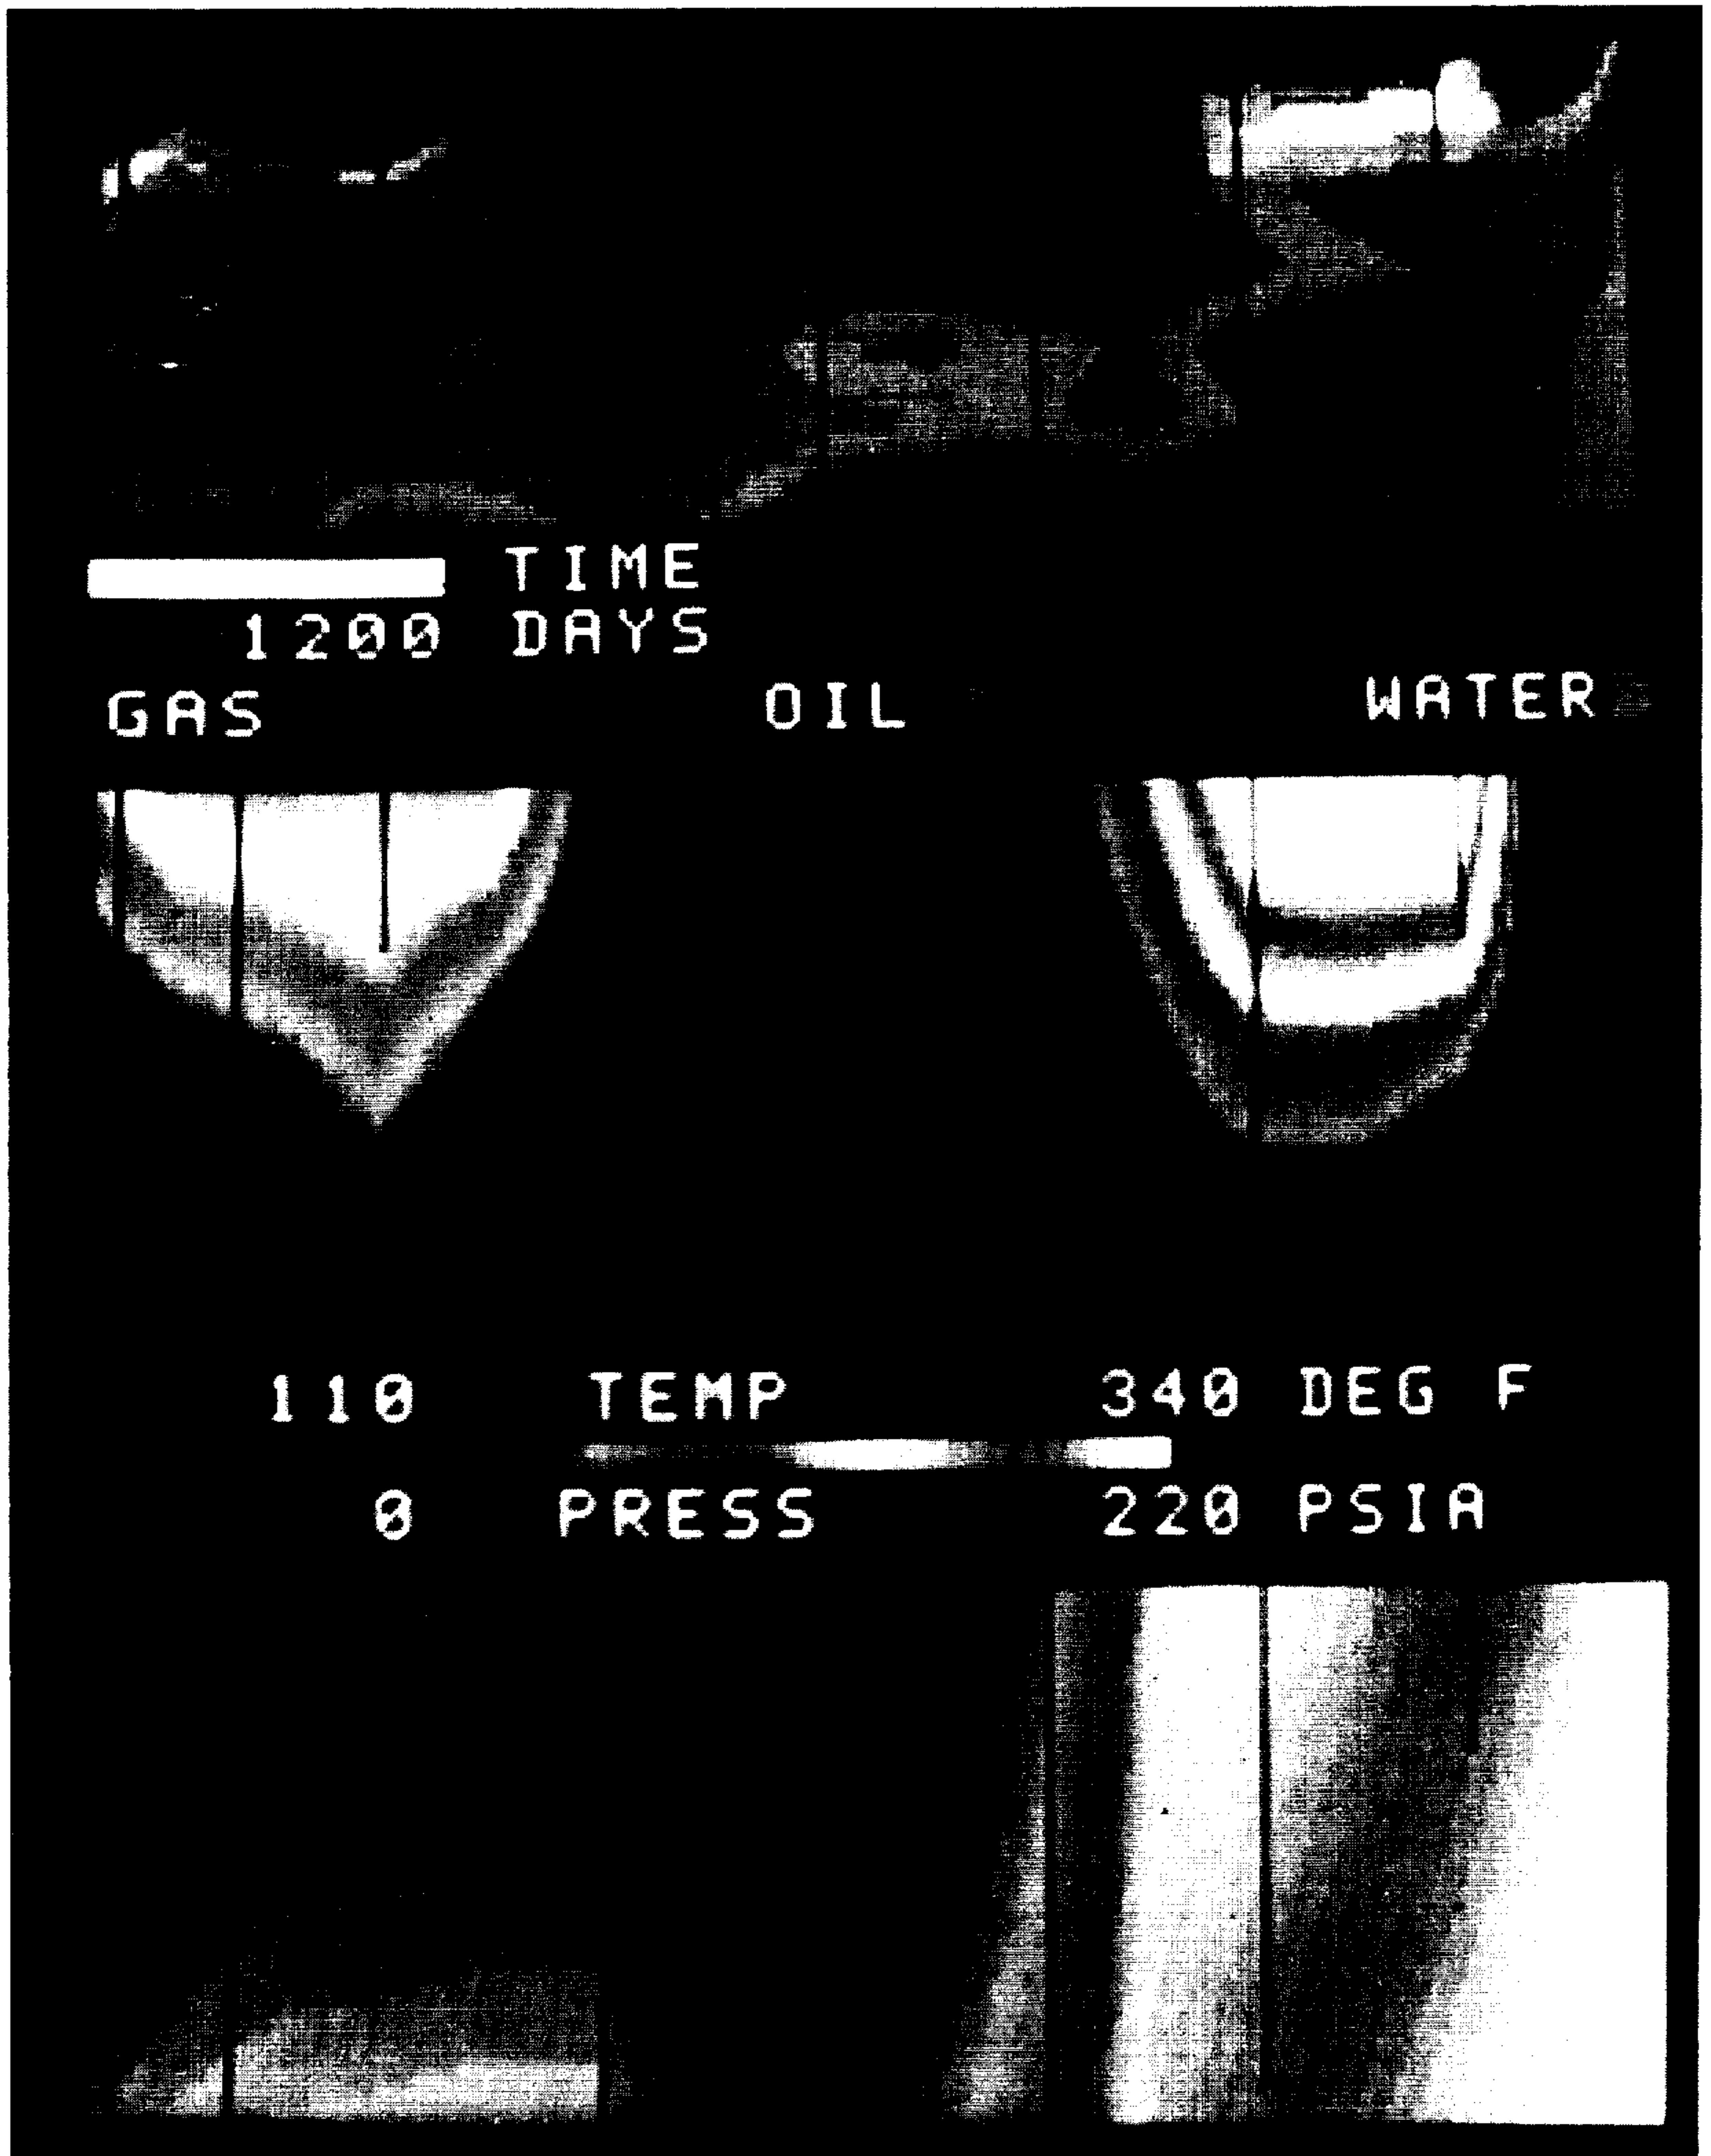 TIME
1200 DAYS
GAS OIL WATER
110 TEMP 340 DEG F
0 PRESS 220 PSIA